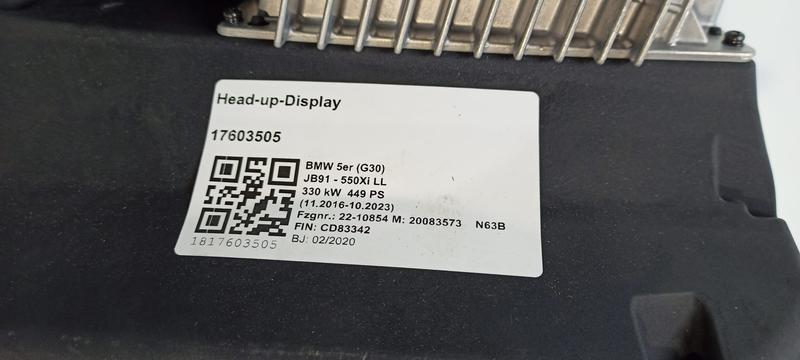 Head-up-Display
17603505
BMW 5er (G30)
JB91 - 550Xi LL
330 kW 449 PS
(11.2016-10.2023)
Fzgnr.: 22-10854 M: 20083573 N63B
FIN: CD83342
BJ: 02/2020
1817603505